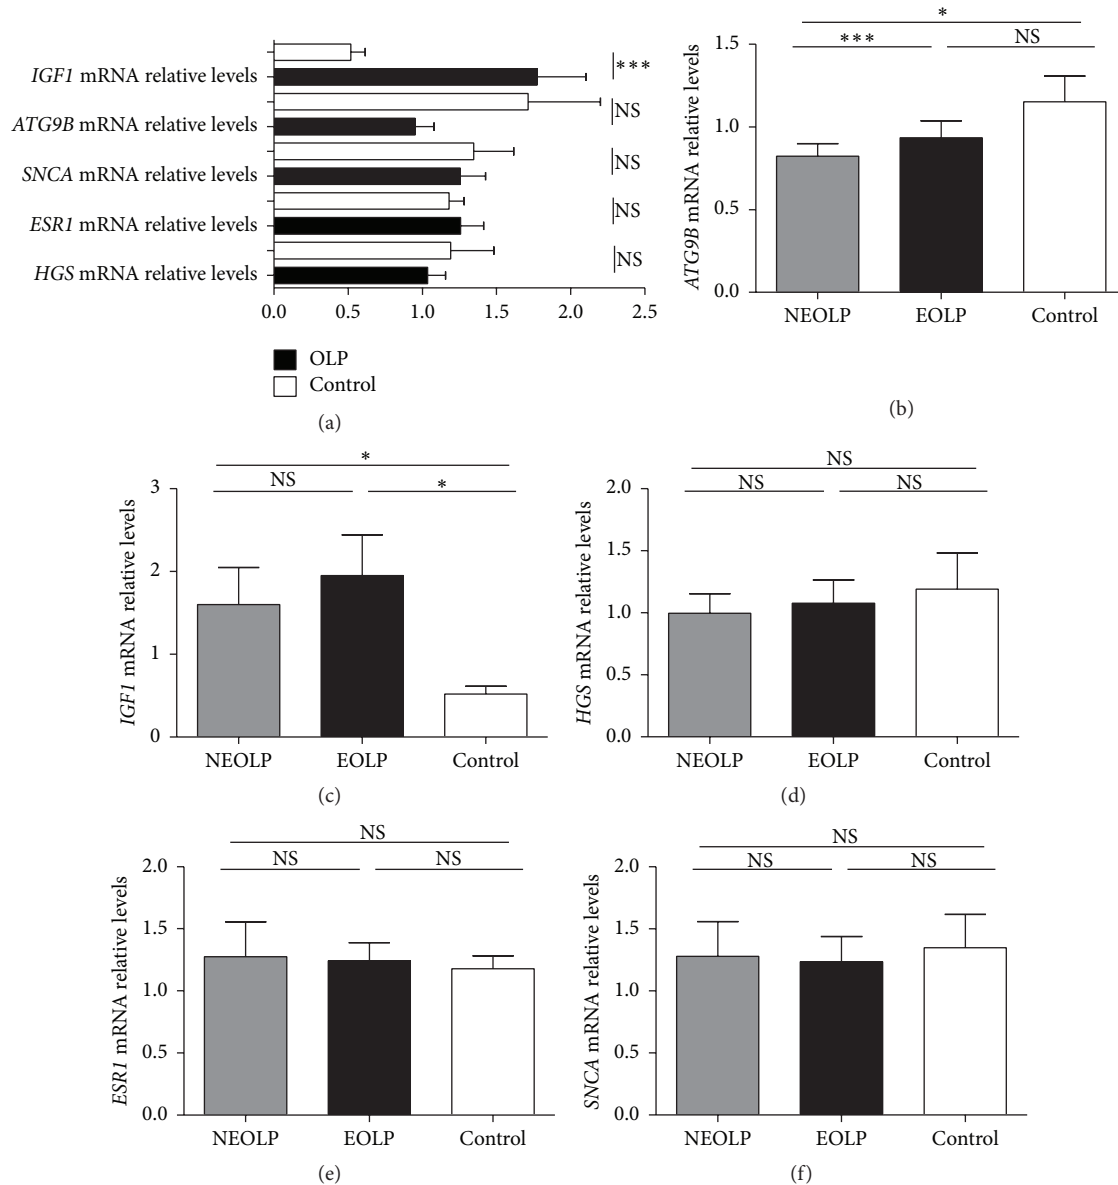 IGF1 mRNA relative levels
***
ATG9B mRNA relative levels
NS
SNCA mRNA relative levels
NS
ESR1 mRNA relative levels
NS
HGS mRNA relative levels
NS
0.0 0.5 1.0 1.5 2.0 2.5
OLP
Control
(a)
*
*** NS
ATG9B mRNA relative levels
1.5
1.0
0.5
0.0
NEOLP EOLP Control
(b)
*
NS *
IGF1 mRNA relative levels
3
2
1
0
NEOLP EOLP Control
(c)
NS
NS NS
HGS mRNA relative levels
2.0
1.5
1.0
0.5
0.0
NEOLP EOLP Control
(d)
NS
NS NS
ESR1 mRNA relative levels
2.0
1.5
1.0
0.5
0.0
NEOLP EOLP Control
(e)
NS
NS NS
SNCA mRNA relative levels
2.0
1.5
1.0
0.5
0.0
NEOLP EOLP Control
(f)